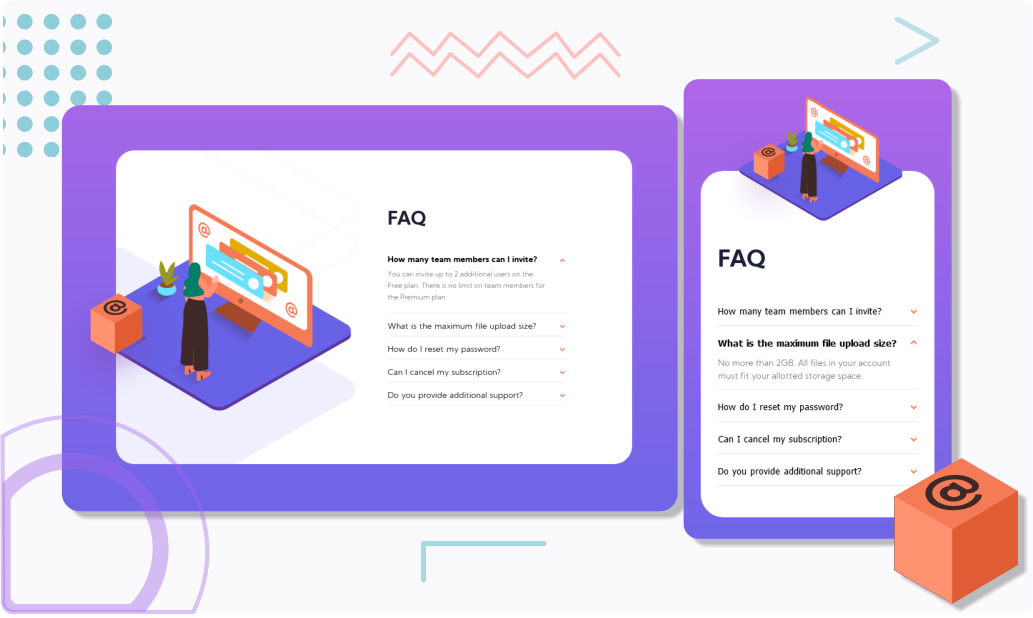 FAQ
How many team members can I invite?
You can invite up to 2 additional users on the
Free plan. There is no limit on team members for
the Premium plan.
What is the maximum file upload size?
How do I reset my password?
Can I cancel my subscription?
Do you provide additional support?
FAQ
How many team members can I invite?
What is the maximum file upload size?
No more than 2GB. All files in your account
must fit your allotted storage space.
How do I reset my password?
Can I cancel my subscription?
Do you provide additional support?
@
@
@
@
@
@
@